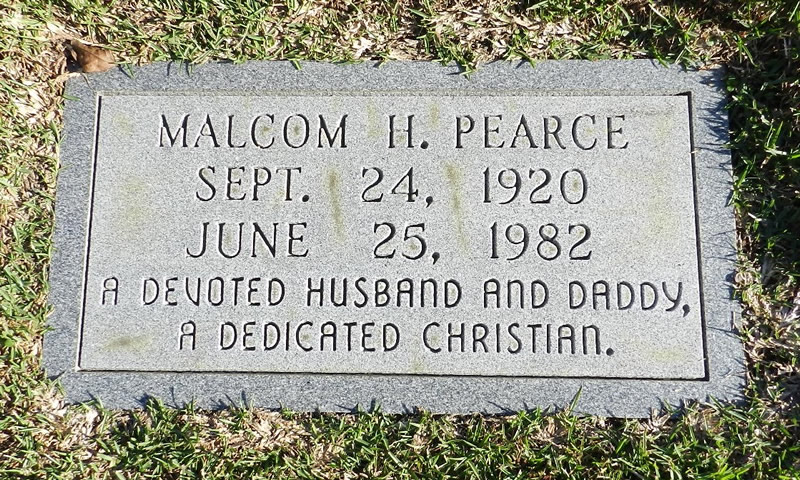 MALCOM H. PEARCE
SEPT. 24, 1920
JUNE 25, 1982
A DEVOTED HUSBAND AND DADDY,
A DEDICATED CHRISTIAN.